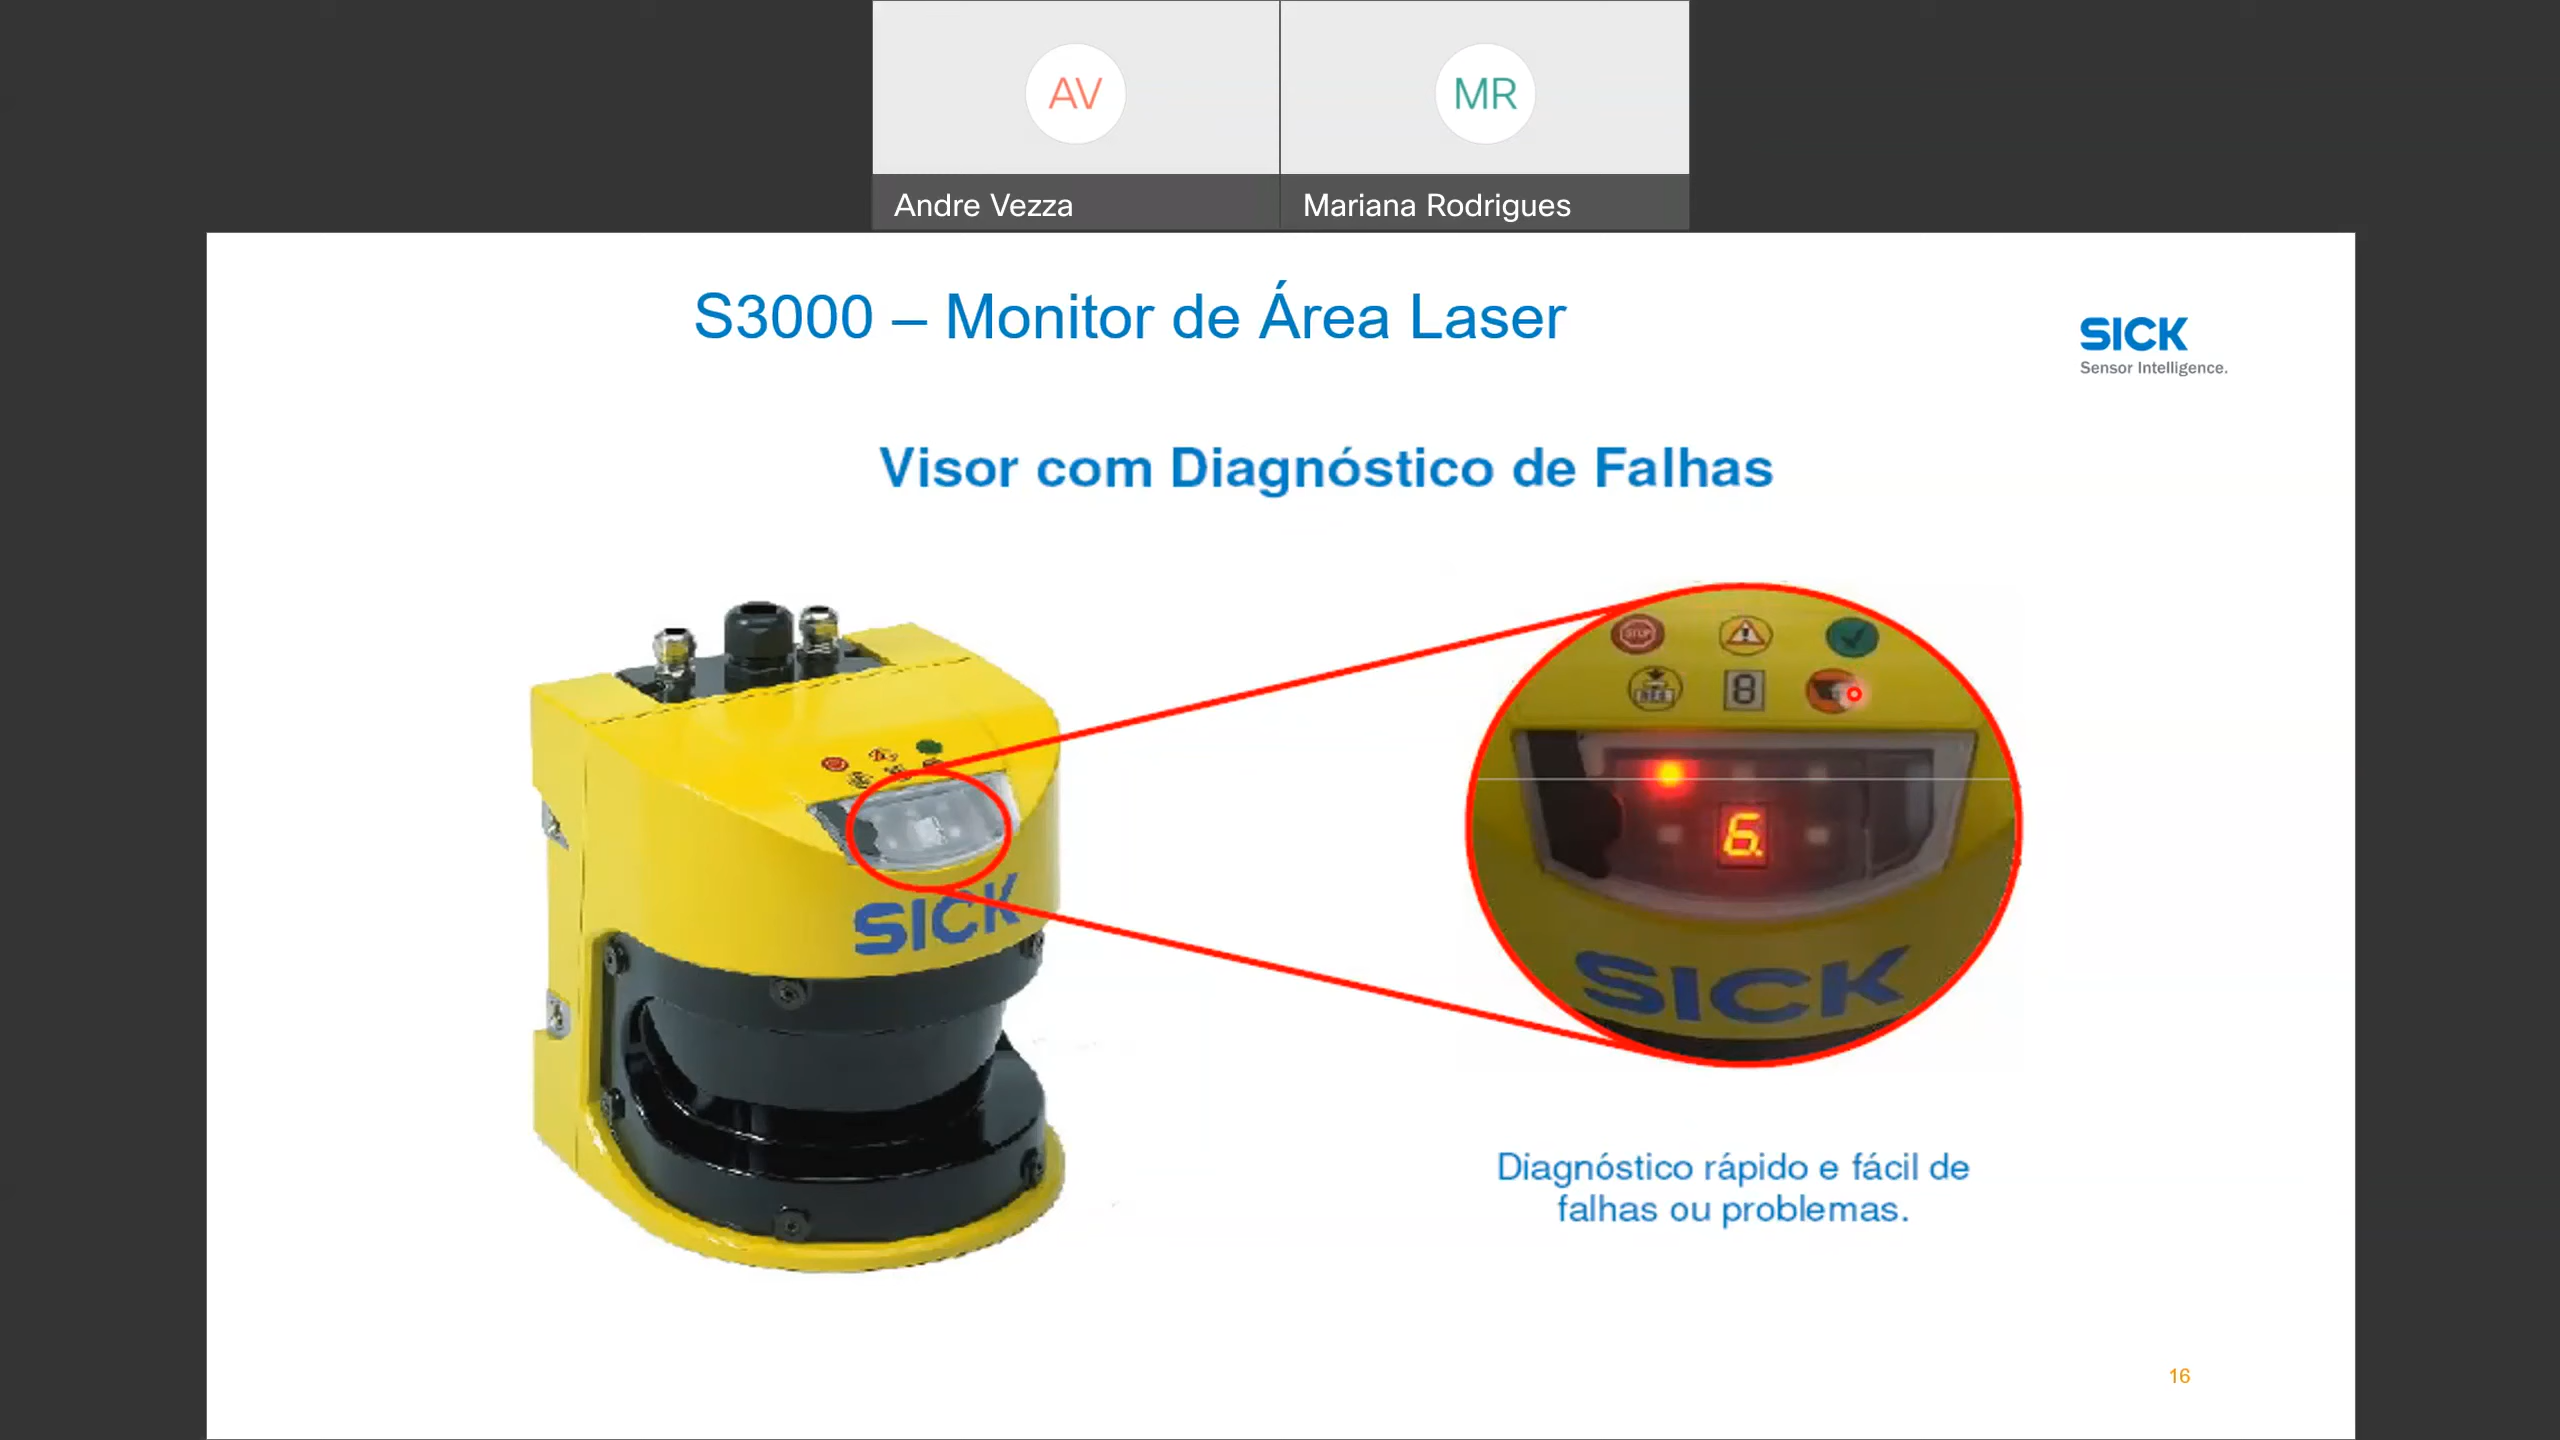 AV
MR
Andre Vezza
Mariana Rodrigues
S3000 – Monitor de Área Laser
SICK
Sensor Intelligence.
Visor com Diagnóstico de Falhas
STOP
8
6.
SICK
SICK
Diagnóstico rápido e fácil de
falhas ou problemas.
16